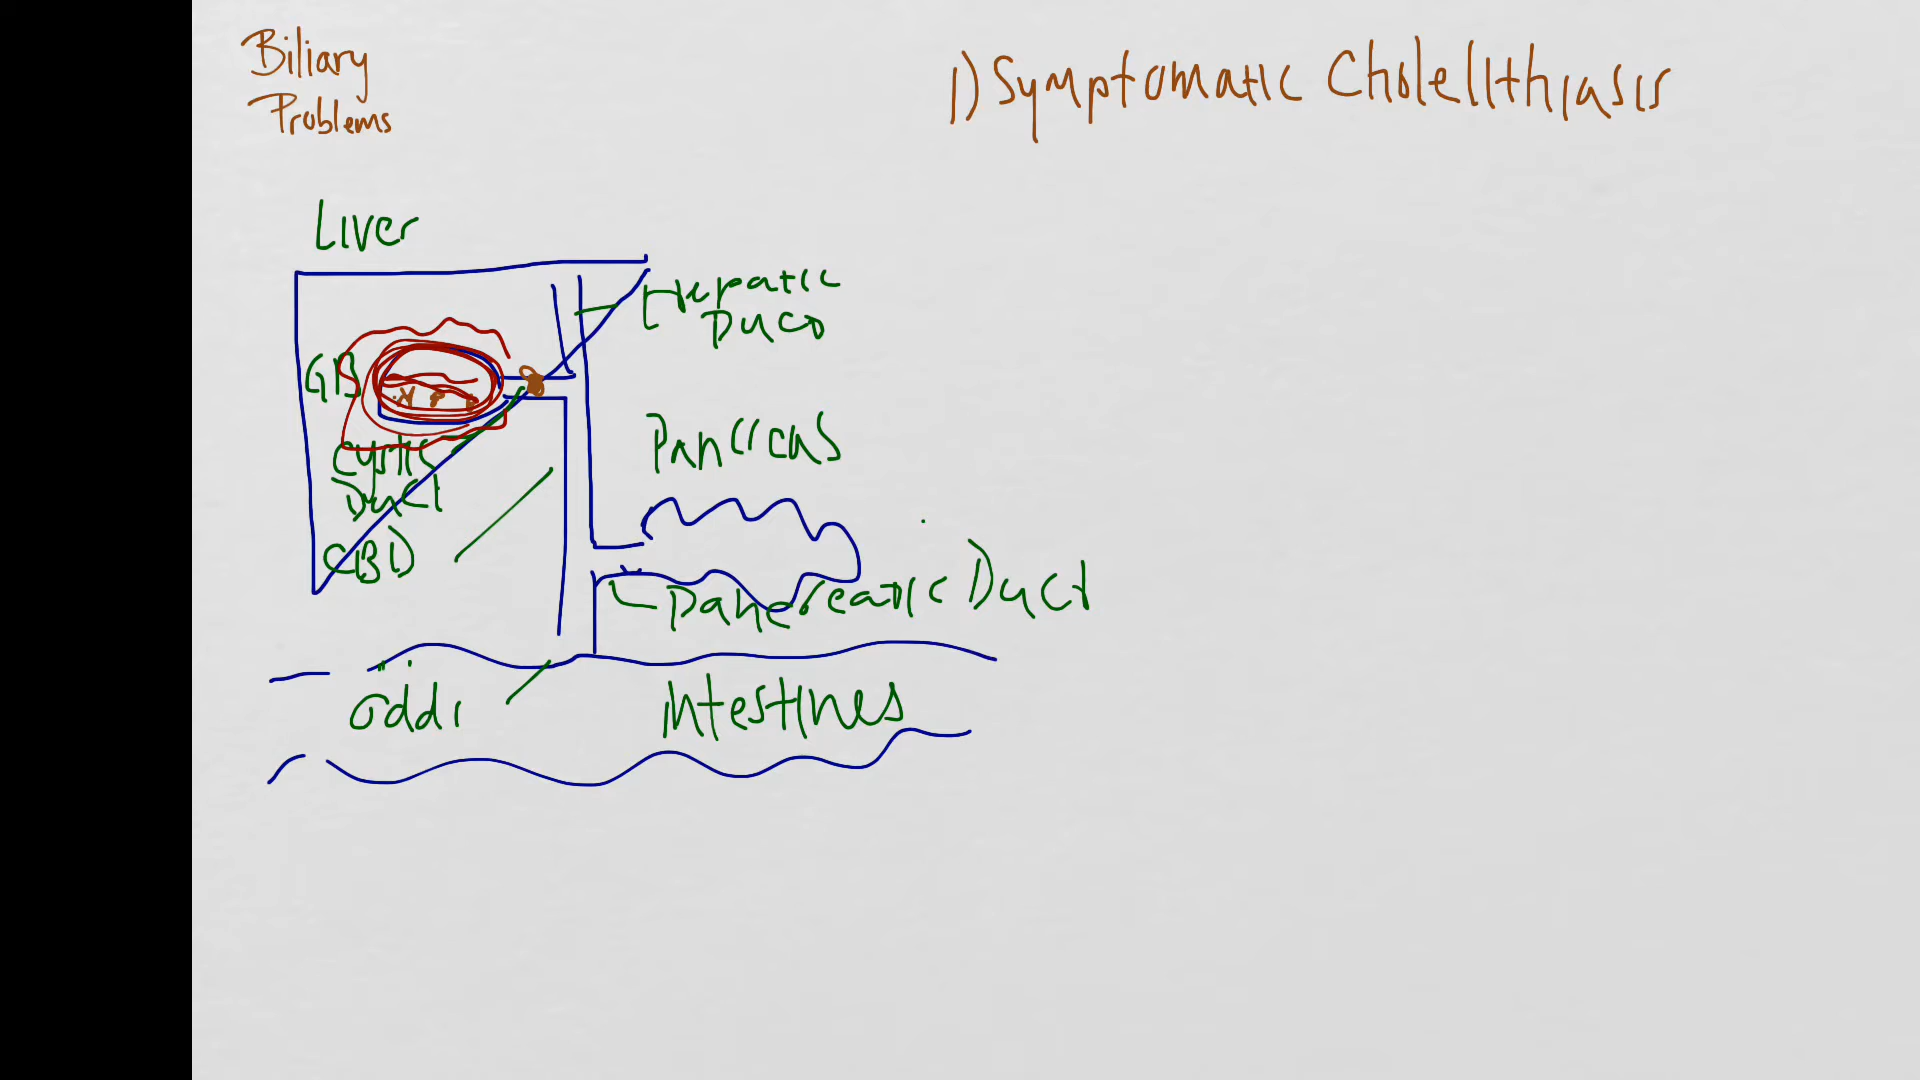 Biliary
Problems
1) Symptomatic Cholelithiasis
Liver
Hepatic
Duct
GB
Cystic
Duct
Pancreas
CBD
Pancreatic Duct
Oddi
Intestines